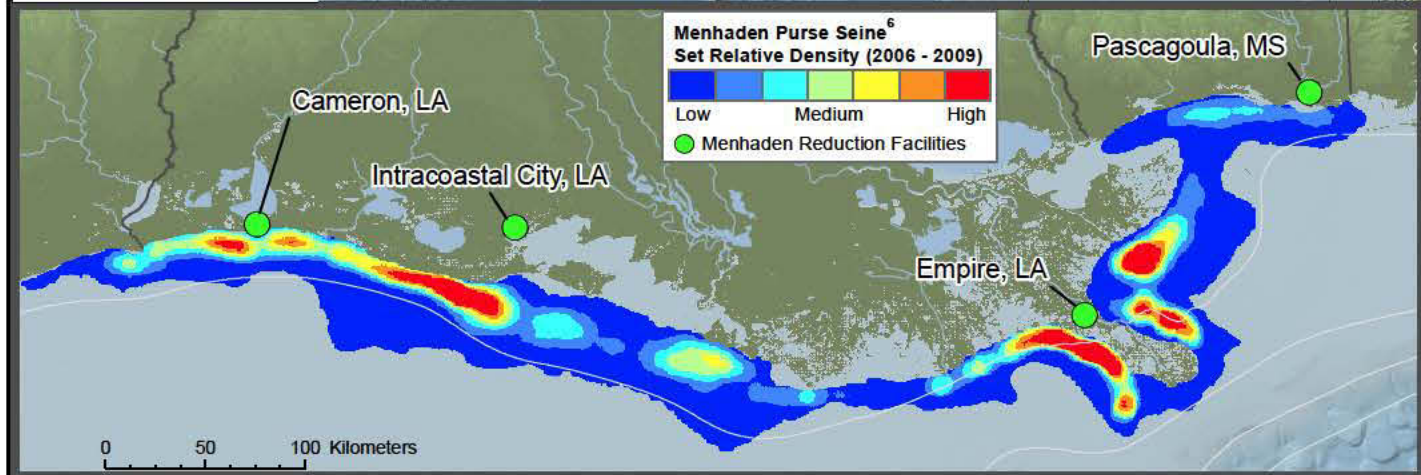 Menhaden Purse Seine6
Set Relative Density (2006 - 2009)
Low Medium High
Menhaden Reduction Facilities
Pascagoula, MS
Cameron, LA
Intracoastal City, LA
Empire, LA
0 50 100 Kilometers